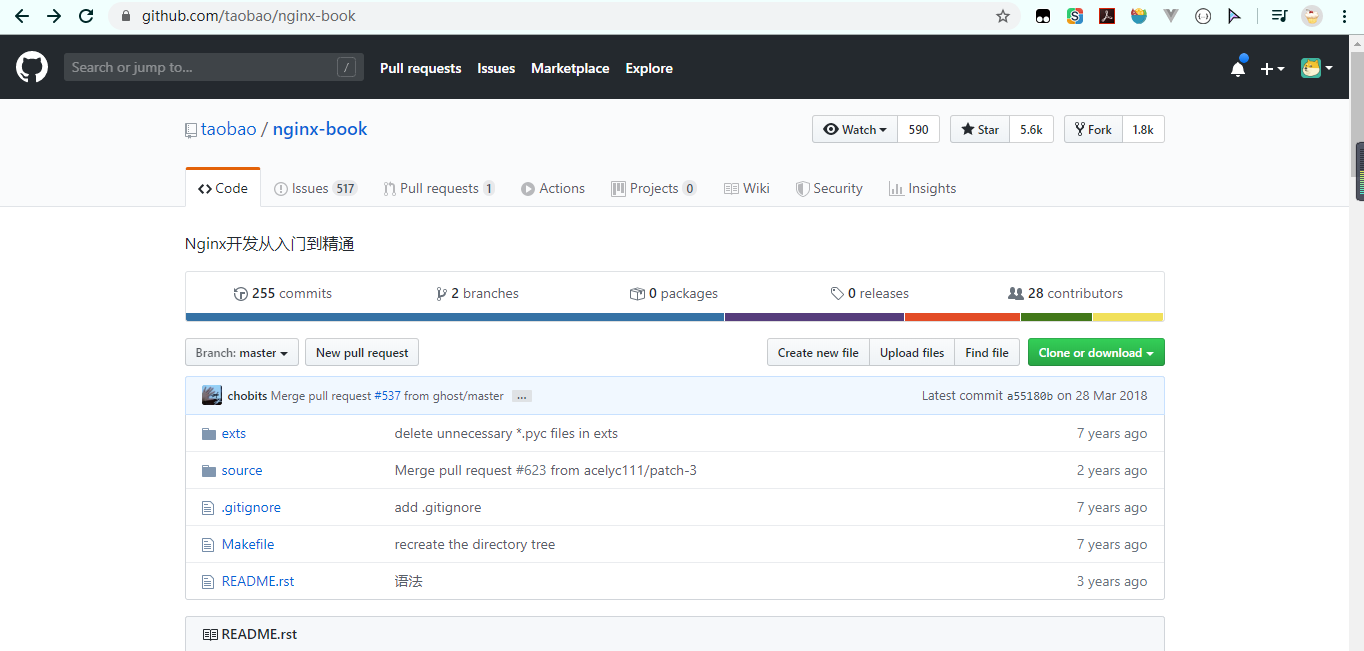 github.com/taobao/nginx-book
Search or jump to... /
Pull requests Issues Marketplace Explore
taobao / nginx-book
Watch 590 Star 5.6k Fork 1.8k
Code Issues 517 Pull requests 1 Actions Projects 0 Wiki Security Insights
Nginx开发从入门到精通
255 commits 2 branches 0 packages 0 releases 28 contributors
Branch: master New pull request Create new file Upload files Find file Clone or download
chobits Merge pull request #537 from ghost/master ... Latest commit a55180b on 28 Mar 2018
exts delete unnecessary *.pyc files in exts 7 years ago
source Merge pull request #623 from acelyc111/patch-3 2 years ago
.gitignore add .gitignore 7 years ago
Makefile recreate the directory tree 7 years ago
README.rst 语法 3 years ago
README.rst